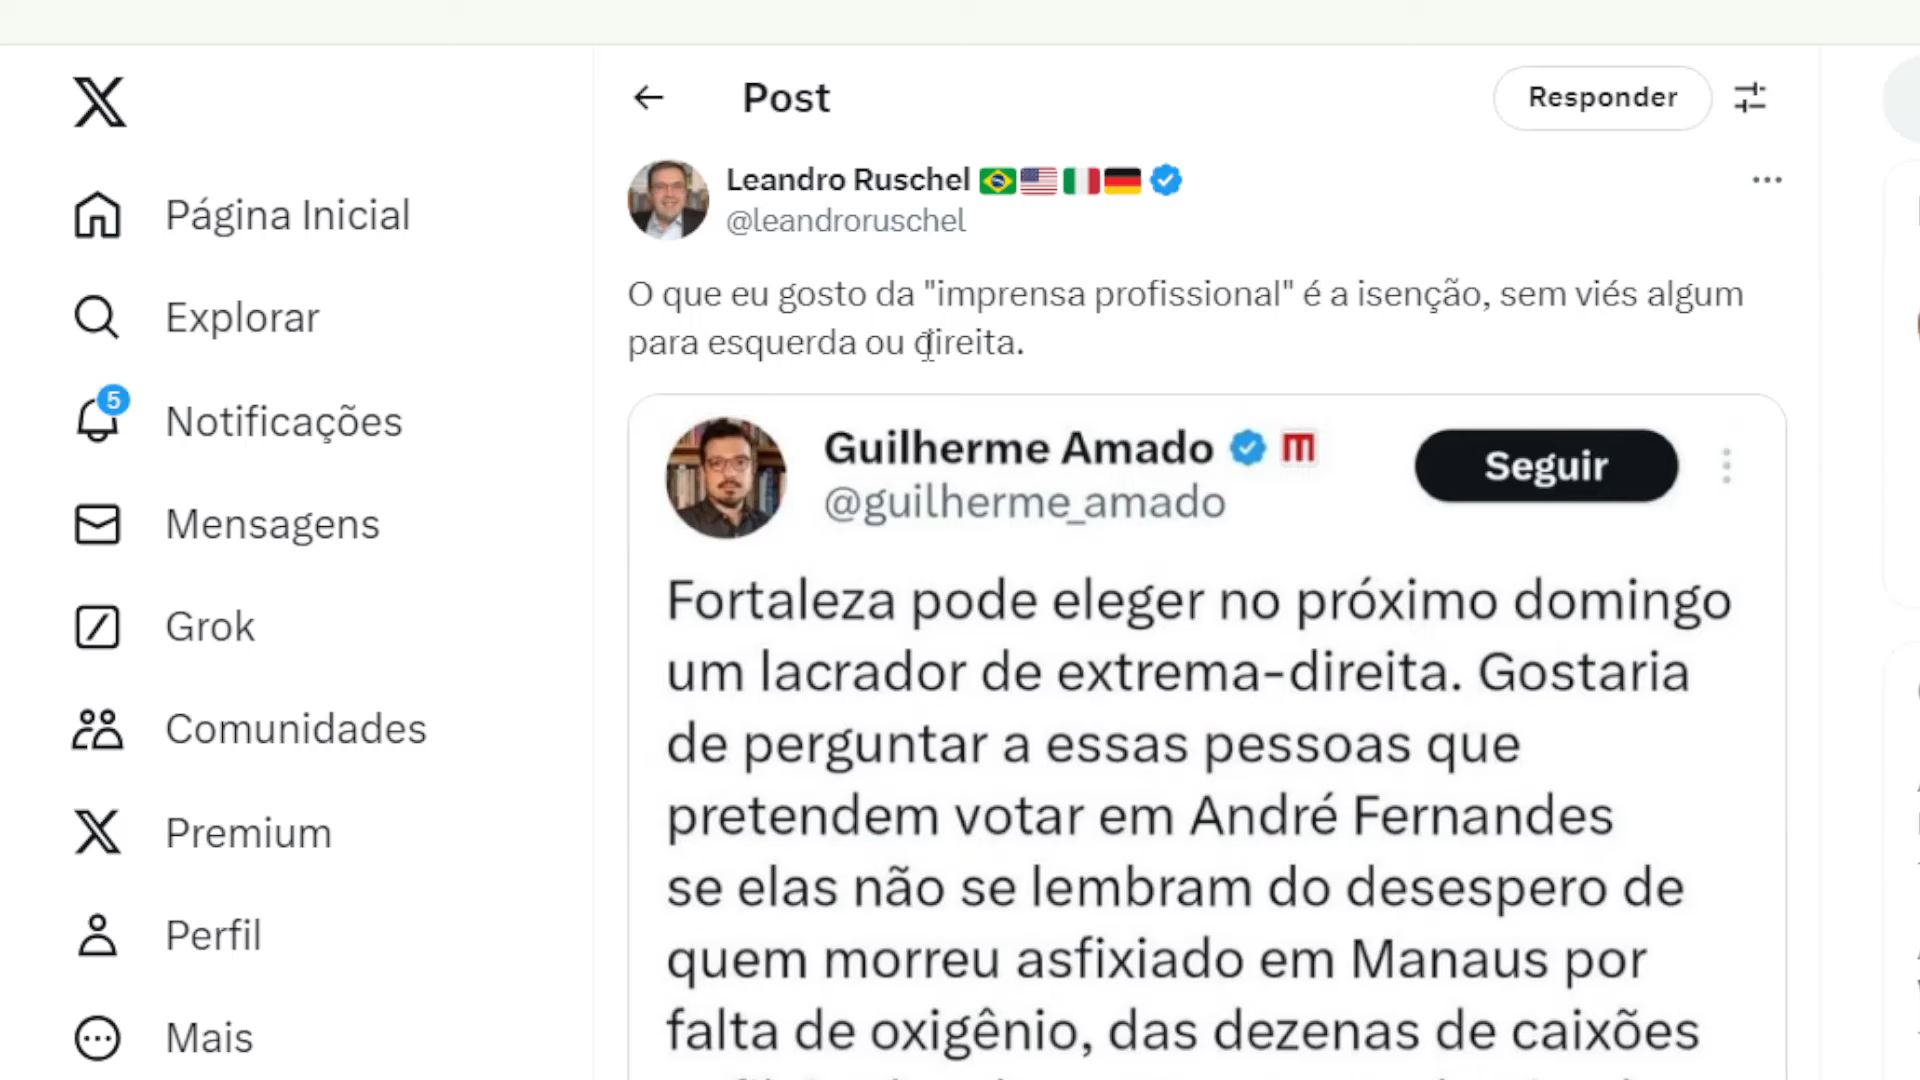 Post
Responder
Página Inicial
Explorar
5
Notificações
Mensagens
Grok
Comunidades
Premium
Perfil
Mais
Leandro Ruschel
@leandroruschel
O que eu gosto da "imprensa profissional" é a isenção, sem viés algum
para esquerda ou direita.
Guilherme Amado
@guilherme_amado
Seguir
Fortaleza pode eleger no próximo domingo
um lacrador de extrema-direita. Gostaria
de perguntar a essas pessoas que
pretendem votar em André Fernandes
se elas não se lembram do desespero de
quem morreu asfixiado em Manaus por
falta de oxigênio, das dezenas de caixões